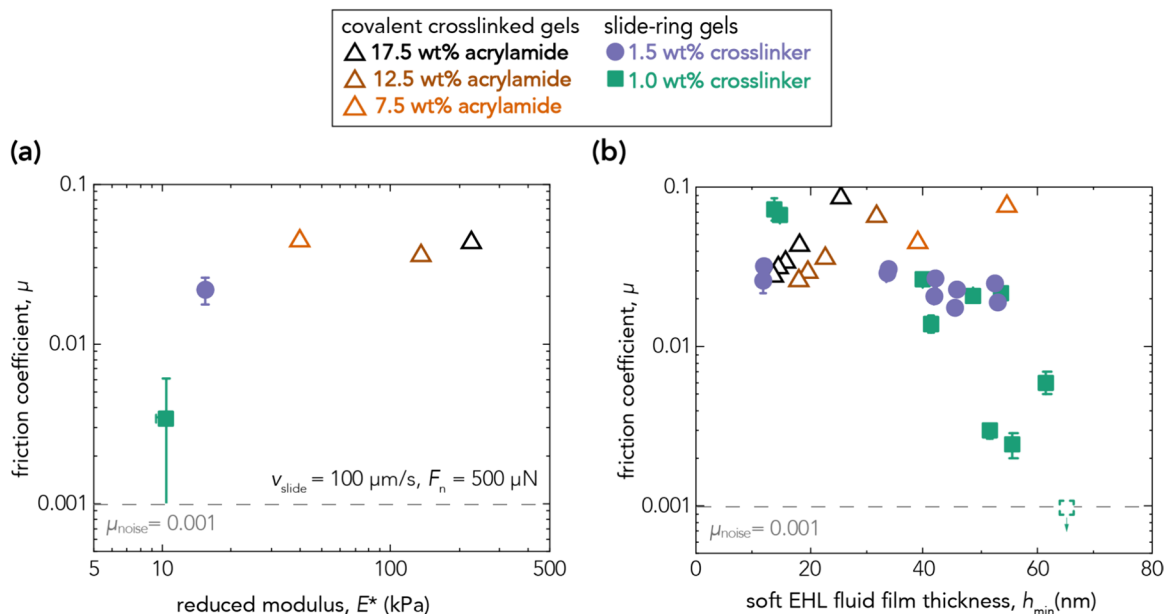 covalent crosslinked gels
△ 17.5 wt% acrylamide
△ 12.5 wt% acrylamide
△ 7.5 wt% acrylamide
slide-ring gels
● 1.5 wt% crosslinker
■ 1.0 wt% crosslinker
(a)
0.1
0.01
0.001
friction coefficient, μ
v_slide = 100 μm/s, F_n = 500 μN
μ_noise= 0.001
5 10 100 500
reduced modulus, E* (kPa)
(b)
0.1
0.01
0.001
friction coefficient, μ
μ_noise= 0.001
0 20 40 60 80
soft EHL fluid film thickness, h_min(nm)